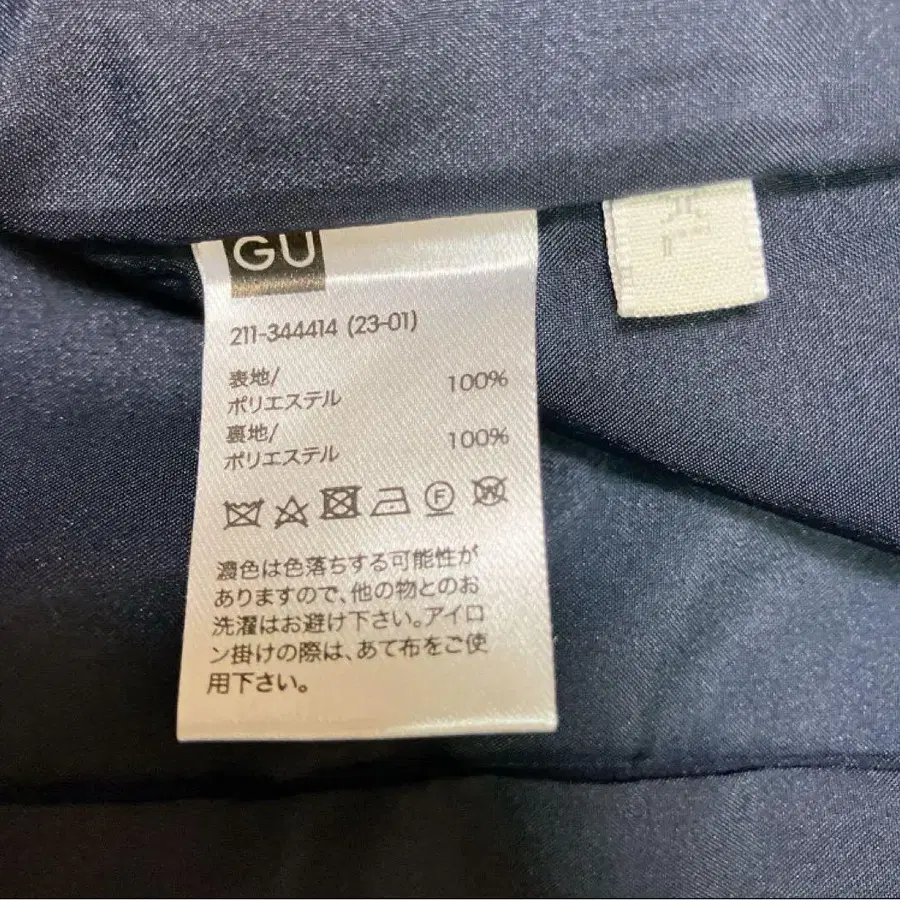 GU
211-344414 (23-01)
表地/
ポリエステル 100%
裏地/
ポリエステル 100%
濃色は色落ちする可能性が
ありますので、他の物とのお
洗濯はお避け下さい。アイロ
ン掛けの際は、あて布をご使
用下さい。